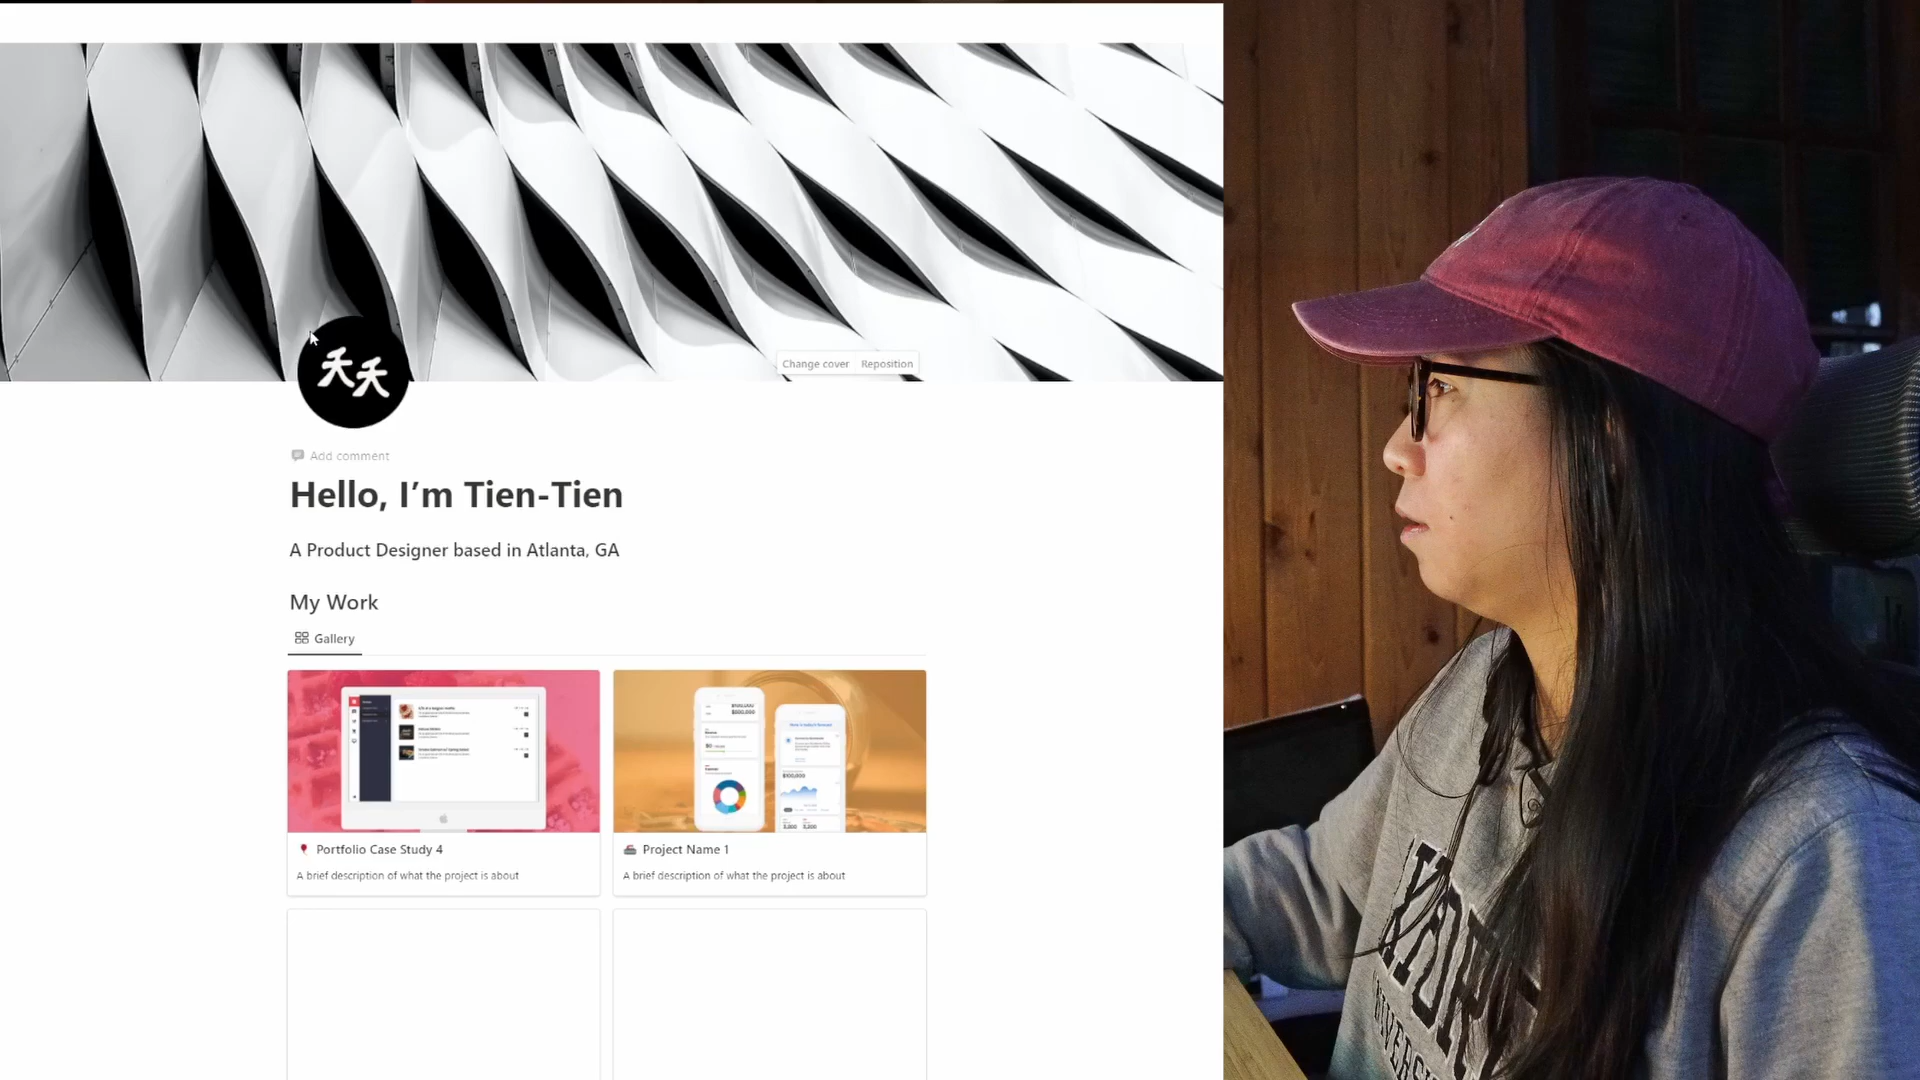 Change cover Reposition
天天
Add comment
Hello, I’m Tien-Tien
A Product Designer based in Atlanta, GA
My Work
Gallery
$100,000
Portfolio Case Study 4
A brief description of what the project is about
Project Name 1
A brief description of what the project is about